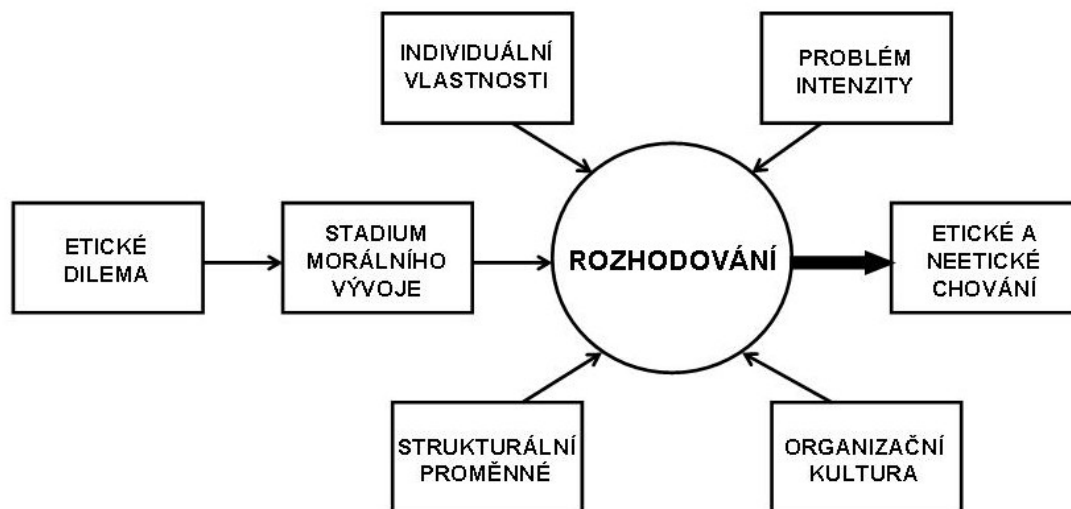 INDIVIDUÁLNÍ
VLASTNOSTI
PROBLÉM
INTENZITY
ETICKÉ
DILEMA
STADIUM
MORÁLNÍHO
VÝVOJE
ROZHODOVÁNÍ
ETICKÉ A
NEETICKÉ
CHOVÁNÍ
STRUKTURÁLNÍ
PROMĚNNÉ
ORGANIZAČNÍ
KULTURA